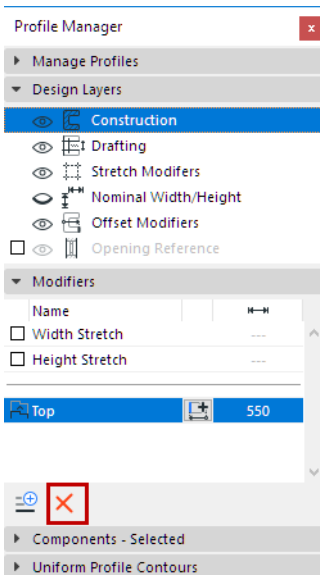 Profile Manager
x
Manage Profiles
Design Layers
Construction
Drafting
Stretch Modifers
Nominal Width/Height
Offset Modifiers
Opening Reference
Modifiers
Name
Width Stretch ---
Height Stretch ---
Top 550
Components - Selected
Uniform Profile Contours